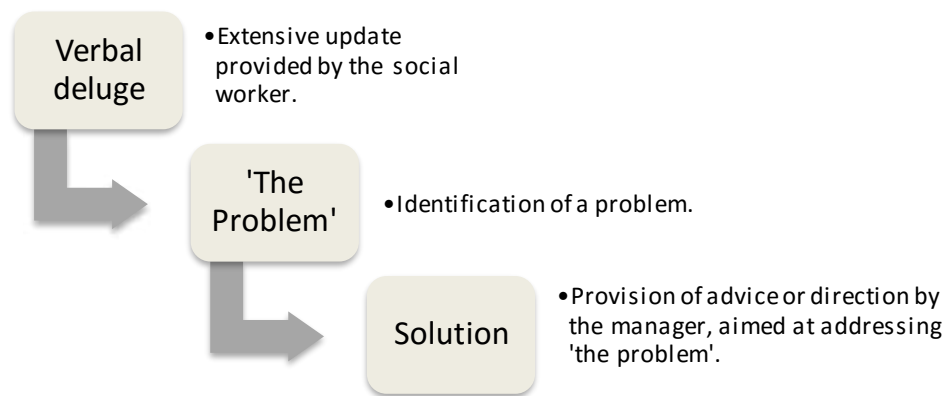 Verbal
deluge
•Extensive update
provided by the social
worker.
'The
Problem'
•Identification of a problem.
Solution
•Provision of advice or direction by
the manager, aimed at addressing
'the problem'.